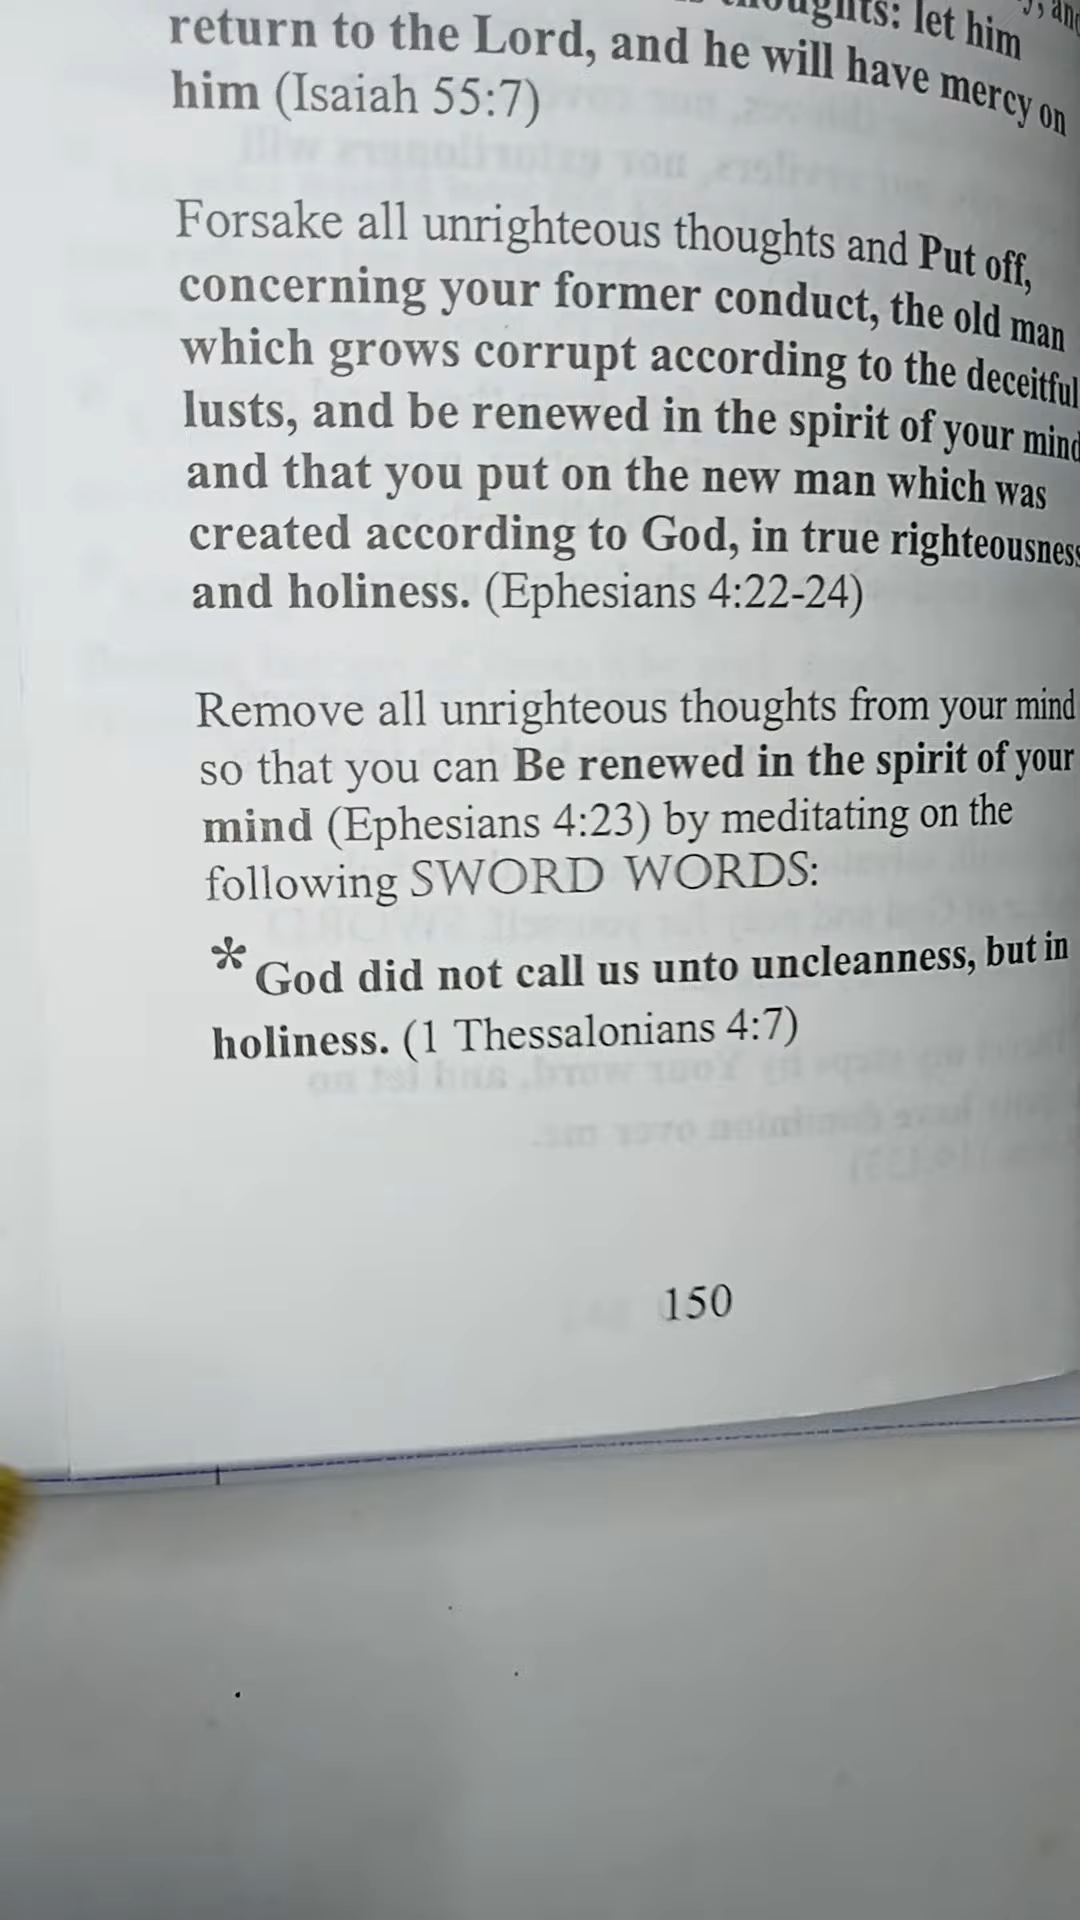 thoughts: let him
return to the Lord, and he will have mercy on
him (Isaiah 55:7)
Forsake all unrighteous thoughts and Put off,
concerning your former conduct, the old man
which grows corrupt according to the deceitful
lusts, and be renewed in the spirit of your mind
and that you put on the new man which was
created according to God, in true righteousness
and holiness. (Ephesians 4:22-24)
Remove all unrighteous thoughts from your mind
so that you can Be renewed in the spirit of your
mind (Ephesians 4:23) by meditating on the
following SWORD WORDS:
* God did not call us unto uncleanness, but in
holiness. (1 Thessalonians 4:7)
150